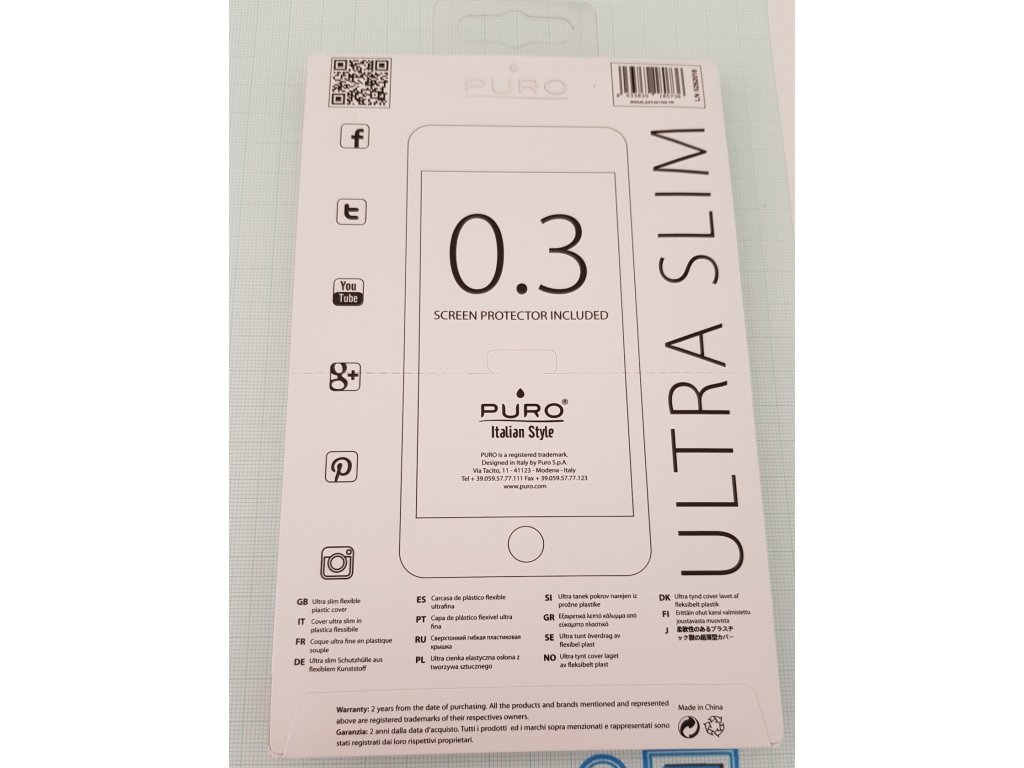 PURO
8 033830 180736
LN 52962016
f
t
You
Tube
g+
0.3
SCREEN PROTECTOR INCLUDED
ULTRA SLIM
PURO®
Italian Style
PURO is a registered trademark.
Designed in Italy by Puro S.p.A.
Via Tacito, 11 - 41123 - Modena - Italy
Tel + 39.059.57.77.111 Fax + 39.059.57.77.123
www.puro.com
GB Ultra slim flexible
plastic cover
IT Cover ultra slim in
plastica flessibile
FR Coque ultra fine en plastique
souple
DE Ultra slim Schutzhülle aus
flexiblem Kunststoff
ES Carcasa de plástico flexible
ultrafina
PT Capa de plástico flexível ultra
fina
RU Сверхтонкий гибкая пластиковая
крышка
PL Ultra cienka elastyczna osłona z
tworzywa sztucznego
SI Ultra tanek pokrov narejen iz
prožne plastike
GR Εξαιρετικά λεπτό κάλυμμα από
εύκαμπτο πλαστικό
SE Ultra tunt överdrag av
flexibel plast
NO Ultra tynt cover laget
av fleksibelt plast
DK Ultra tynd cover lavet af
fleksibelt plastik
FI Erittäin ohut kansi valmistettu
joustavasta muovista
J 柔軟性のあるプラスチ
ック製の超薄型カバー
Warranty: 2 years from the date of purchasing. All the products and brands mentioned and represented
above are registered trademarks of their respectives owners.
Garanzia: 2 anni dalla data d'acquisto. Tutti i prodotti ed i marchi sopra menzionati e rappresentati sono
stati registrati dai loro rispettivi proprietari.
Made in China